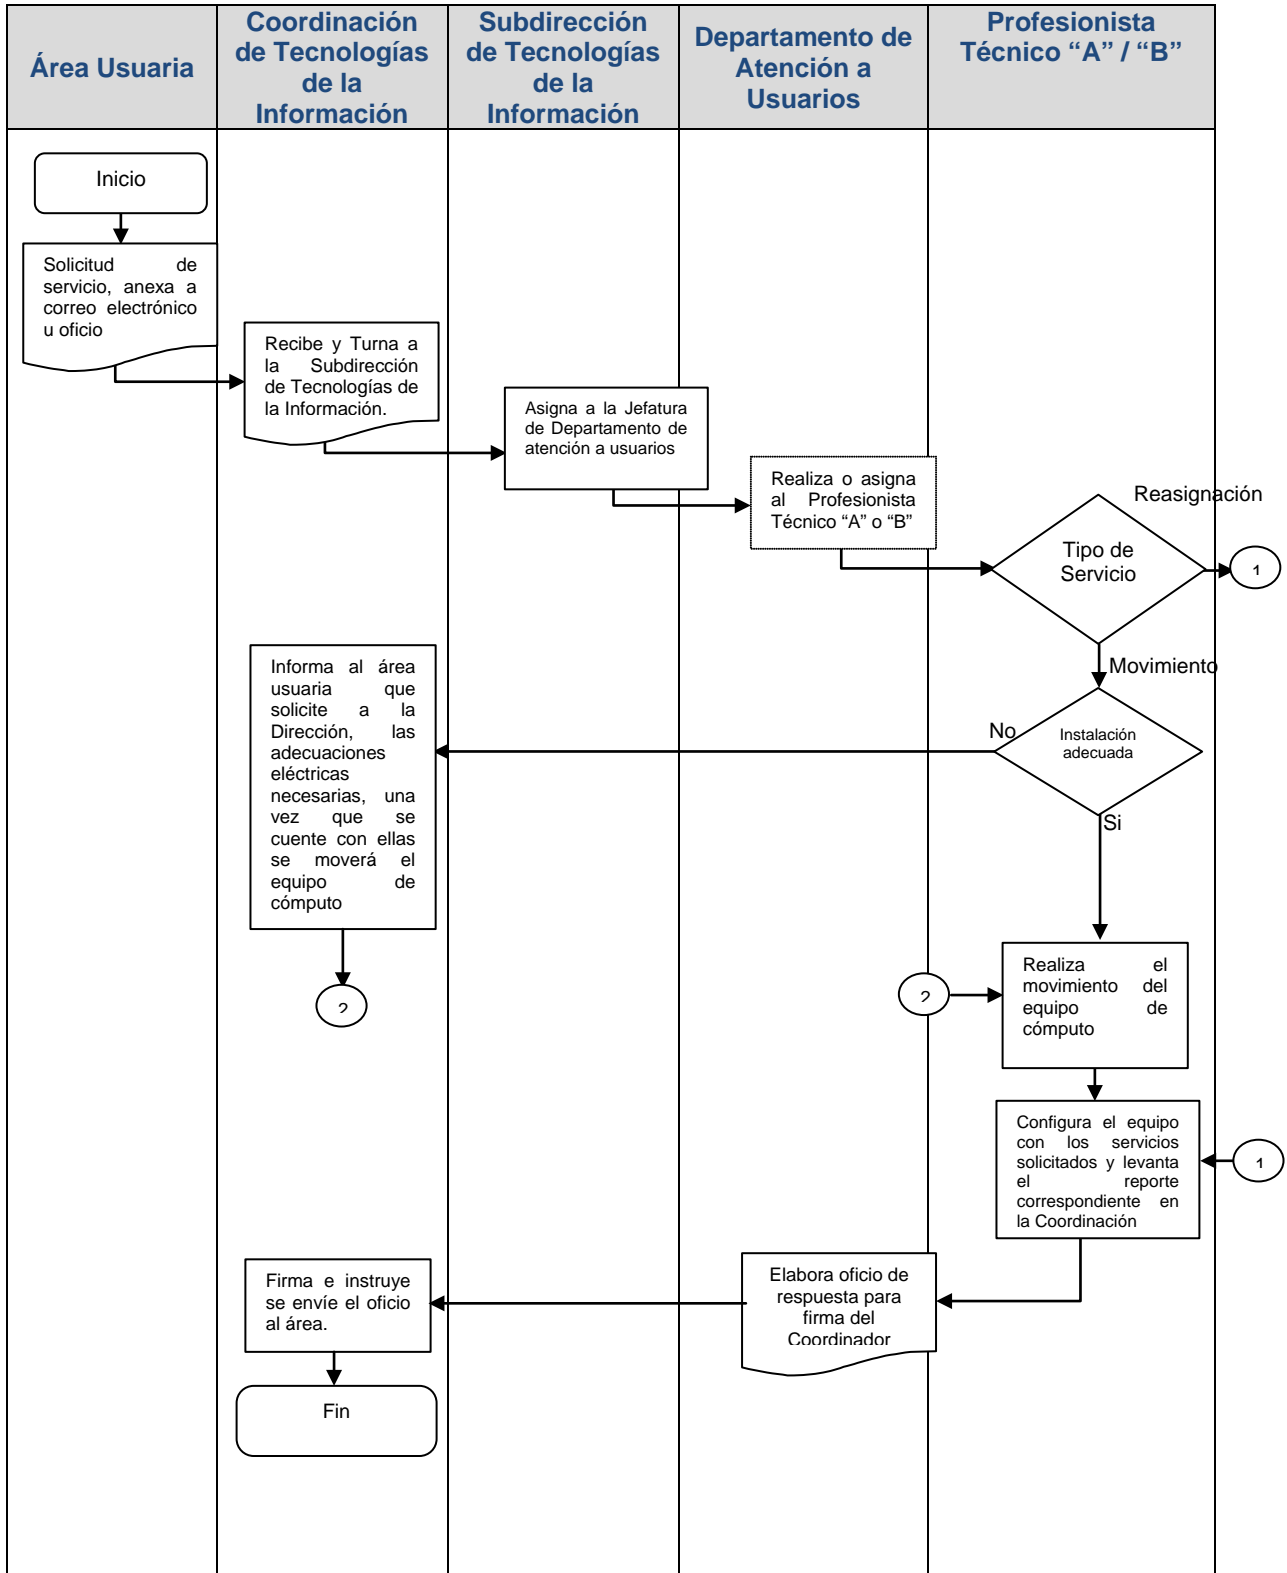 Área Usuaria
Coordinación
de Tecnologías
de la
Información
Subdirección
de Tecnologías
de la
Información
Departamento de
Atención a
Usuarios
Profesionista
Técnico “A” / “B”
Inicio
Solicitud de
servicio, anexa a
correo electrónico
u oficio
Recibe y Turna a
la Subdirección
de Tecnologías de
la Información.
Asigna a la Jefatura
de Departamento de
atención a usuarios
Realiza o asigna
al Profesionista
Técnico “A” o “B”
Reasignación
Tipo de
Servicio
1
Movimiento
Informa al área
usuaria que
solicite a la
Dirección, las
adecuaciones
eléctricas
necesarias, una
vez que se
cuente con ellas
se moverá el
equipo de
cómputo
No
Instalación
adecuada
Si
2
2
Realiza el
movimiento del
equipo de
cómputo
Configura el equipo
con los servicios
solicitados y levanta
el reporte
correspondiente en
la Coordinación
1
Elabora oficio de
respuesta para
firma del
Coordinador
Firma e instruye
se envíe el oficio
al área.
Fin